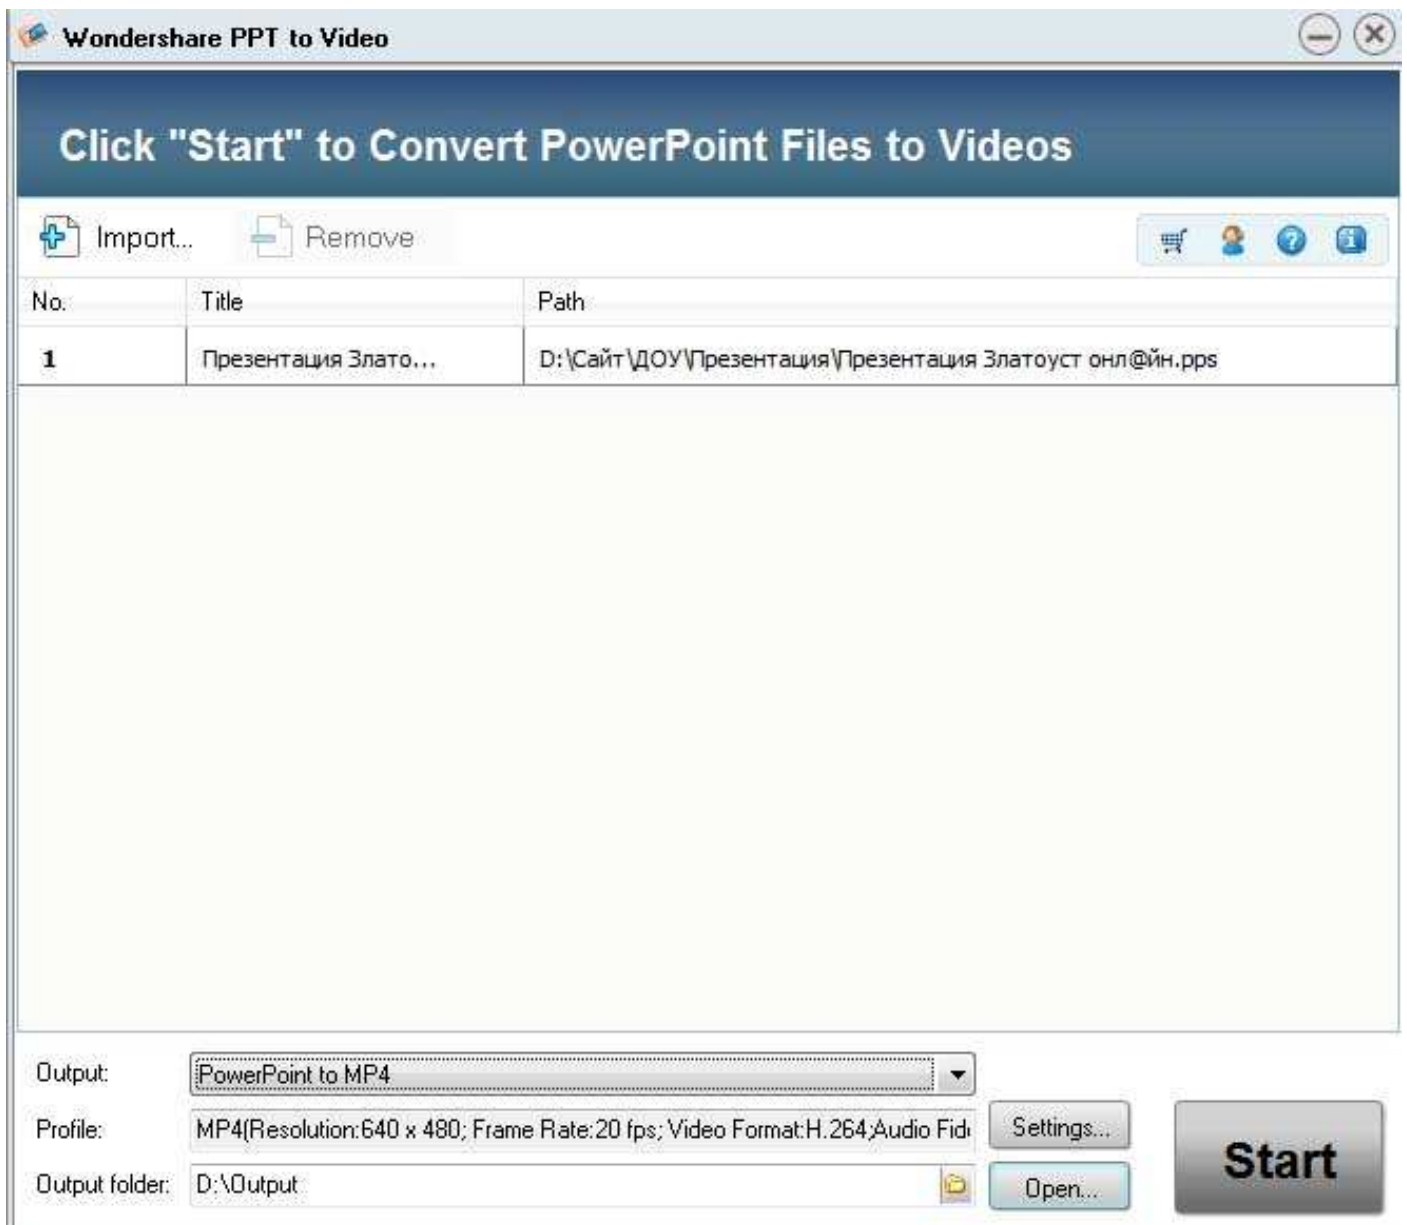 Wondershare PPT to Video
Click "Start" to Convert PowerPoint Files to Videos
Import... Remove
No. Title Path
1 Презентация Злато... D:\Сайт\ДОУ\Презентация\Презентация Златоуст онл@йн.pps
Output: PowerPoint to MP4
Profile: MP4(Resolution:640 x 480; Frame Rate:20 fps; Video Format:H.264;Audio Fid Settings...
Output folder: D:\Output Open...
Start